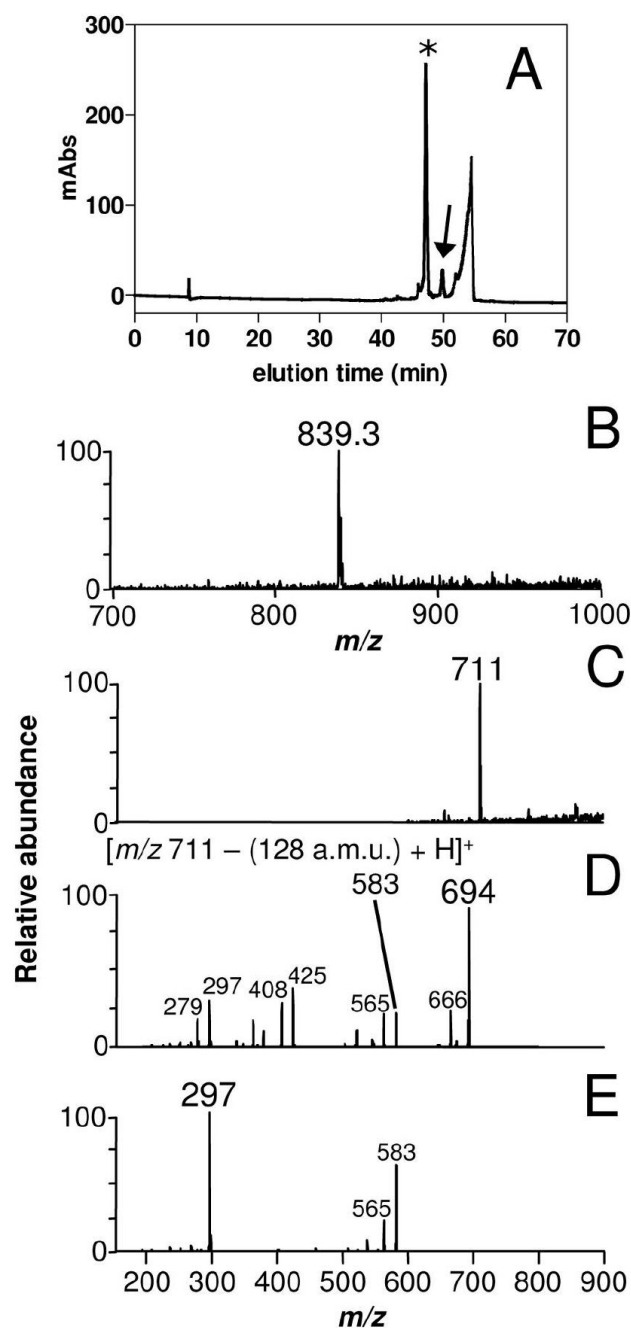 300
*
A
200
mAbs
100
0
0 10 20 30 40 50 60 70
elution time (min)
B
839.3
100
0
700 800 900 1000
m/z
C
711
100
0
[m/z 711 – (128 a.m.u.) + H]+
D
583
694
100
425
408
297
279
565
666
0
Relative abundance
E
297
100
583
565
0
200 300 400 500 600 700 800 900
m/z